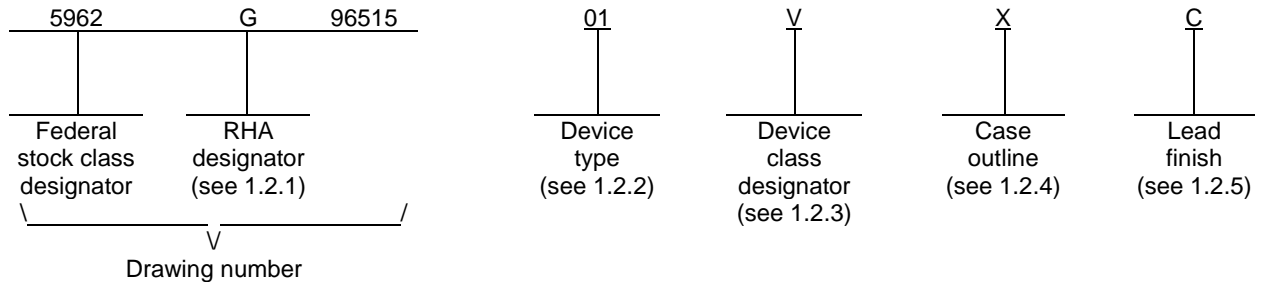 5962 G 96515 01 V X C
Federal stock class designator
RHA designator (see 1.2.1)
Device type (see 1.2.2)
Device class designator (see 1.2.3)
Case outline (see 1.2.4)
Lead finish (see 1.2.5)
Drawing number